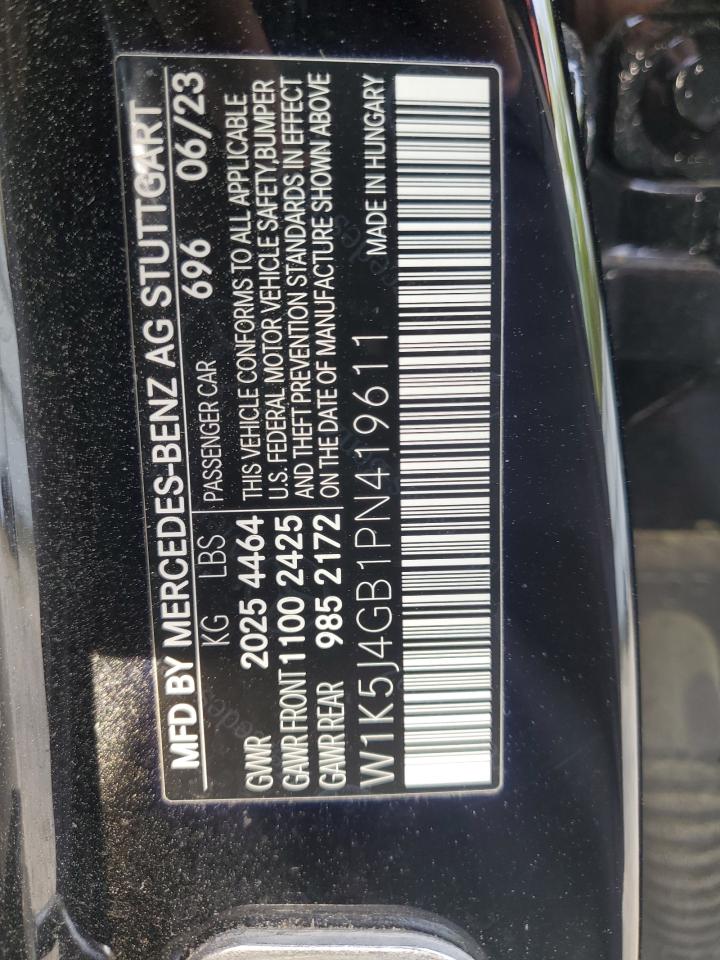 MFD BY MERCEDES-BENZ AG STUTTGART
KG LBS PASSENGER CAR 696 06/23
GVWR 2025 4464
GAWR FRONT 1100 2425
GAWR REAR 985 2172
THIS VEHICLE CONFORMS TO ALL APPLICABLE
U.S. FEDERAL MOTOR VEHICLE SAFETY,BUMPER
AND THEFT PREVENTION STANDARDS IN EFFECT
ON THE DATE OF MANUFACTURE SHOWN ABOVE
W1K5J4GB1PN419611 MADE IN HUNGARY